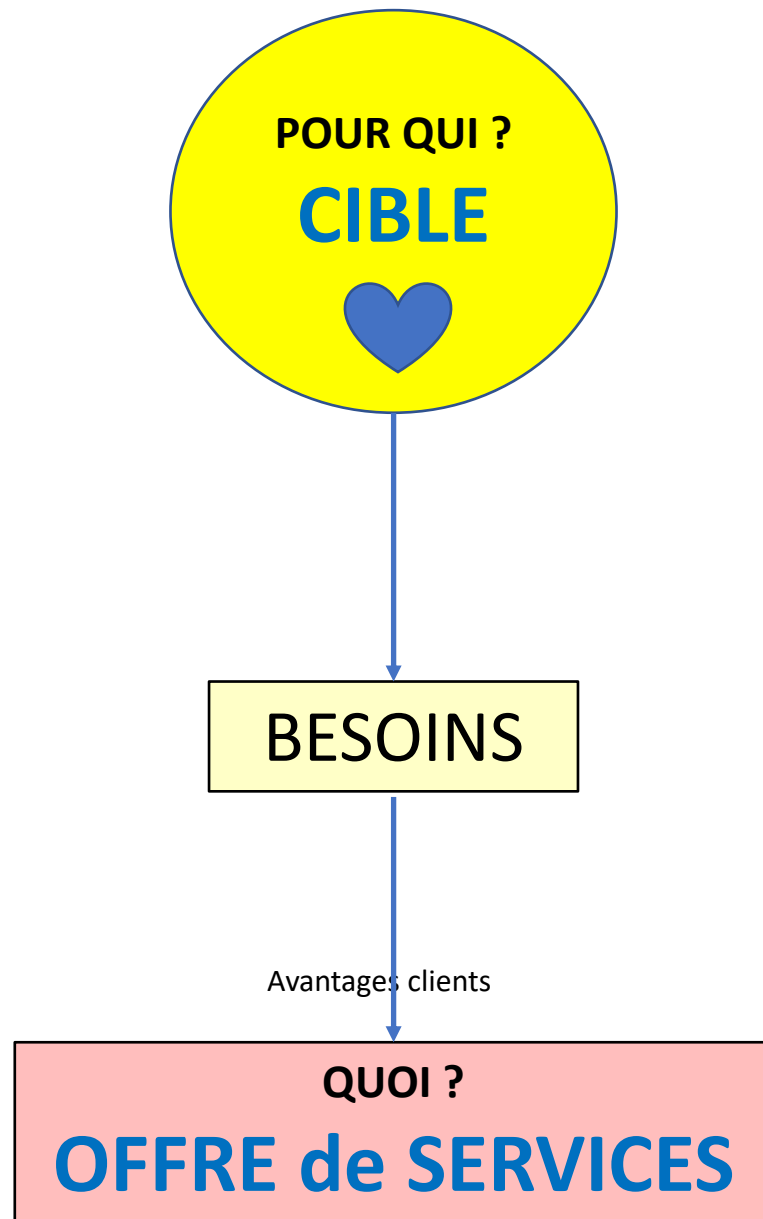 POUR QUI ?
CIBLE
BESOINS
Avantages clients
QUOI ?
OFFRE de SERVICES